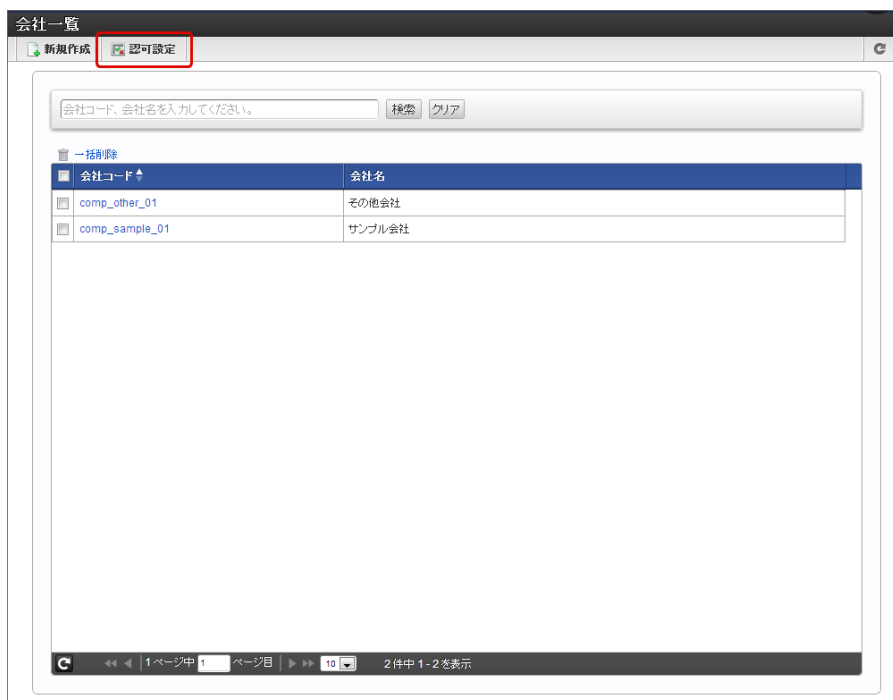 会社一覧
新規作成 認可設定
会社コード、会社名を入力してください。 検索 クリア
一括削除
会社コード 会社名
comp_other_01 その他会社
comp_sample_01 サンプル会社
1ページ中 1 ページ目 10 2件中 1 - 2 を表示